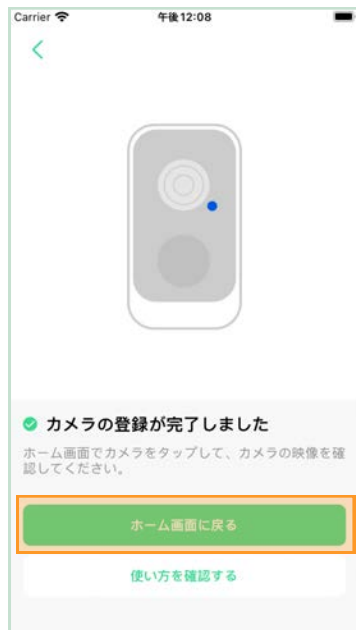 Carrier 午後12:08
カメラの登録が完了しました
ホーム画面でカメラをタップして、カメラの映像を確
認してください。
ホーム画面に戻る
使い方を確認する